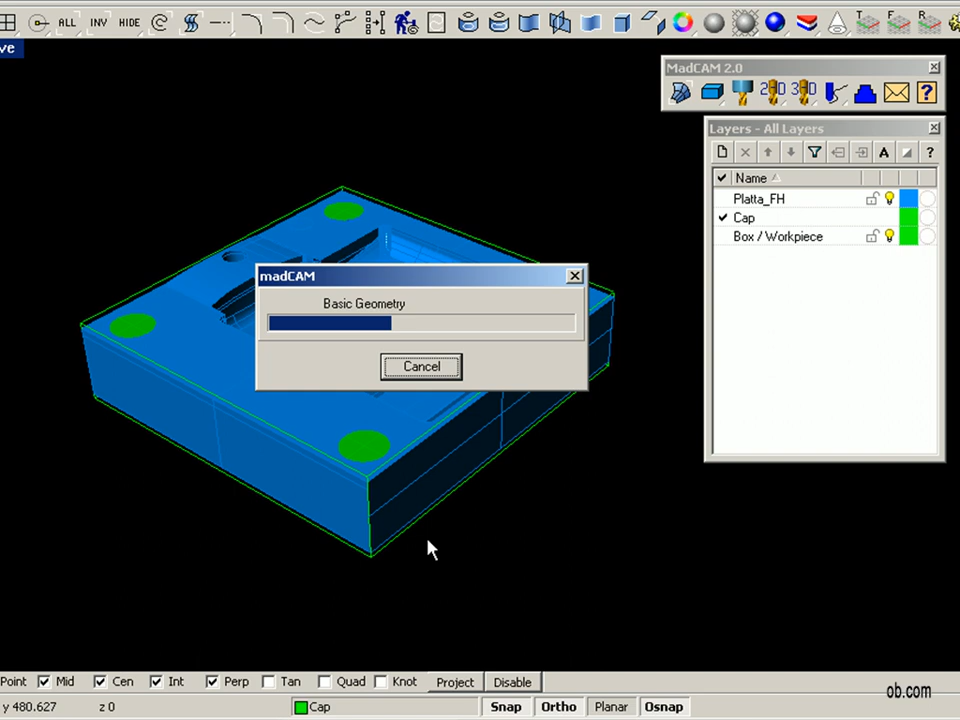 ALL INV HIDE
ve
MadCAM 2.0
2D 3D ?
Layers - All Layers
A ?
Name
Platta_FH
Cap
Box / Workpiece
madCAM
Basic Geometry
Cancel
Point Mid Cen Int Perp Tan Quad Knot Project Disable
y 480.627 z 0 Cap Snap Ortho Planar Osnap
ob.com